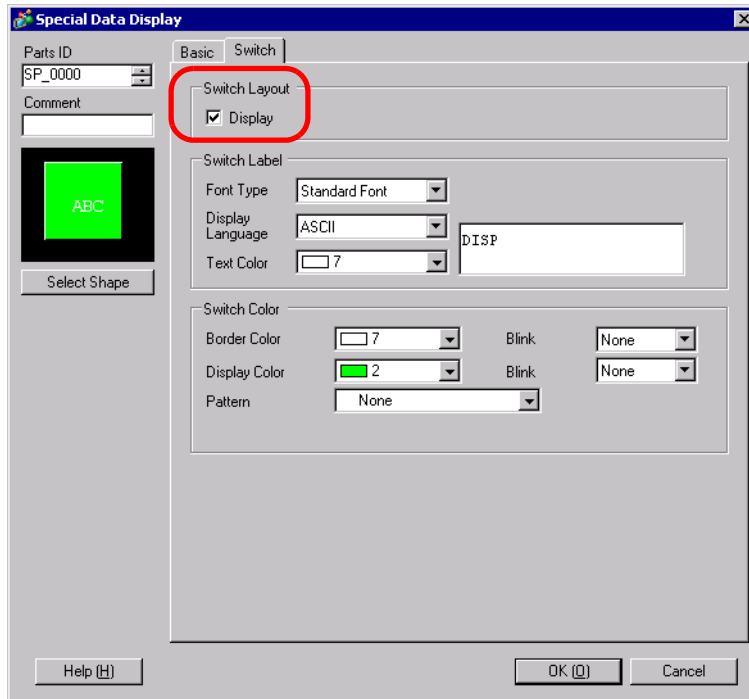 Special Data Display
Parts ID
SP_0000
Comment
ABC
Select Shape
Basic Switch
Switch Layout
Display
Switch Label
Font Type Standard Font
Display Language ASCII
Text Color 7
DISP
Switch Color
Border Color 7 Blink None
Display Color 2 Blink None
Pattern None
Help (H) OK (O) Cancel